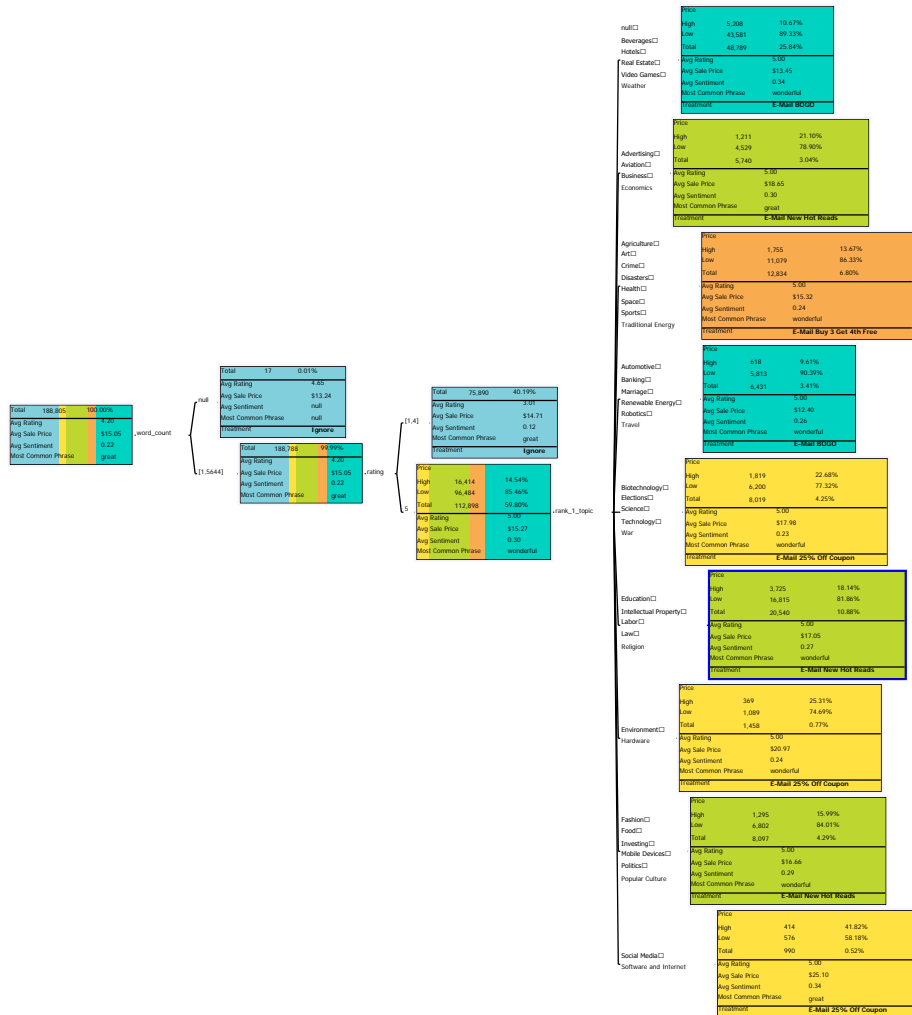 Total 188,805 100.00%
Avg Rating 4.20
Avg Sale Price $15.05
Avg Sentiment 0.22
Most Common Phrase great
word_count
null
Total 17 0.01%
Avg Rating 4.65
Avg Sale Price $13.24
Avg Sentiment null
Most Common Phrase null
Treatment Ignore
[1,5644]
Total 188,788 99.99%
Avg Rating 4.20
Avg Sale Price $15.05
Avg Sentiment 0.22
Most Common Phrase great
rating
[1,4]
Total 75,890 40.19%
Avg Rating 3.01
Avg Sale Price $14.71
Avg Sentiment 0.12
Most Common Phrase great
Treatment Ignore
5
Price
High 16,414 14.54%
Low 96,484 85.46%
Total 112,898 59.80%
Avg Rating 5.00
Avg Sale Price $15.27
Avg Sentiment 0.30
Most Common Phrase wonderful
rank_1_topic
null
Beverages
Hotels
Real Estate
Video Games
Weather
Price
High 5,208 10.67%
Low 43,581 89.33%
Total 48,789 25.84%
Avg Rating 5.00
Avg Sale Price $13.45
Avg Sentiment 0.34
Most Common Phrase wonderful
Treatment E-Mail BOGO
Advertising
Aviation
Business
Economics
Price
High 1,211 21.10%
Low 4,529 78.90%
Total 5,740 3.04%
Avg Rating 5.00
Avg Sale Price $18.65
Avg Sentiment 0.30
Most Common Phrase great
Treatment E-Mail New Hot Reads
Agriculture
Art
Crime
Disasters
Health
Space
Sports
Traditional Energy
Price
High 1,755 13.67%
Low 11,079 86.33%
Total 12,834 6.80%
Avg Rating 5.00
Avg Sale Price $15.32
Avg Sentiment 0.24
Most Common Phrase wonderful
Treatment E-Mail Buy 3 Get 4th Free
Automotive
Banking
Marriage
Renewable Energy
Robotics
Travel
Price
High 618 9.61%
Low 5,813 90.39%
Total 6,431 3.41%
Avg Rating 5.00
Avg Sale Price $12.40
Avg Sentiment 0.26
Most Common Phrase wonderful
Treatment E-Mail BOGO
Biotechnology
Elections
Science
Technology
War
Price
High 1,819 22.68%
Low 6,200 77.32%
Total 8,019 4.25%
Avg Rating 5.00
Avg Sale Price $17.98
Avg Sentiment 0.23
Most Common Phrase wonderful
Treatment E-Mail 25% Off Coupon
Education
Intellectual Property
Labor
Law
Religion
Price
High 3,725 18.14%
Low 16,815 81.86%
Total 20,540 10.88%
Avg Rating 5.00
Avg Sale Price $17.05
Avg Sentiment 0.27
Most Common Phrase wonderful
Treatment E-Mail New Hot Reads
Environment
Hardware
Price
High 369 25.31%
Low 1,089 74.69%
Total 1,458 0.77%
Avg Rating 5.00
Avg Sale Price $20.97
Avg Sentiment 0.24
Most Common Phrase wonderful
Treatment E-Mail 25% Off Coupon
Fashion
Food
Investing
Mobile Devices
Politics
Popular Culture
Price
High 1,295 15.99%
Low 6,802 84.01%
Total 8,097 4.29%
Avg Rating 5.00
Avg Sale Price $16.66
Avg Sentiment 0.29
Most Common Phrase wonderful
Treatment E-Mail New Hot Reads
Social Media
Software and Internet
Price
High 414 41.82%
Low 576 58.18%
Total 990 0.52%
Avg Rating 5.00
Avg Sale Price $25.10
Avg Sentiment 0.34
Most Common Phrase great
Treatment E-Mail 25% Off Coupon